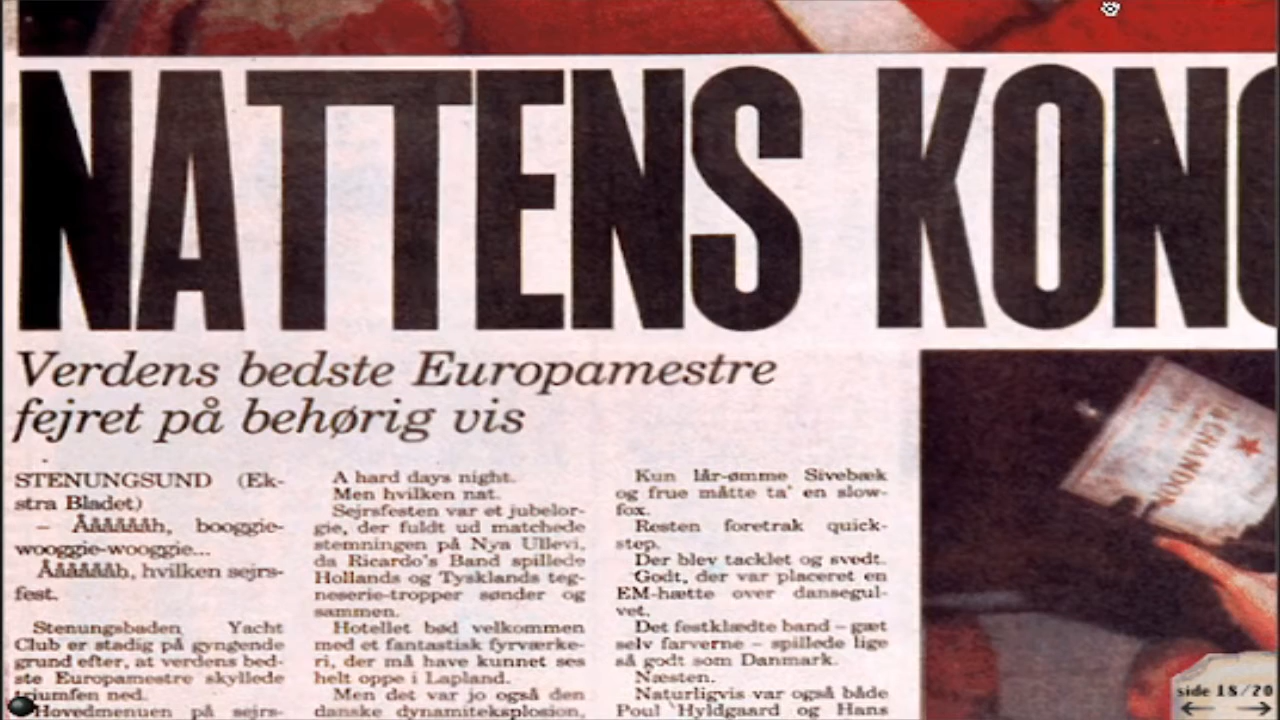 NATTENS KONG
Verdens bedste Europamestre
fejret på behørig vis
STENUNGSUND (Ek-
stra Bladet)
– Åååååååh, booggie-
wooggie-wooggie...
Ååååååh, hvilken sejrs-
fest.
Stenungsbaden Yacht
Club er stadig på gyngende
grund efter, at verdens bed-
ste Europamestre skyllede
triumfen ned.
Hovedmenuen på sejrs-
A hard days night.
Men hvilken nat.
Sejrsfesten var et jubelor-
gie, der fuldt ud matchede
stemningen på Nya Ullevi,
da Ricardo's Band spillede
Hollands og Tysklands teg-
neserie-tropper sønder og
sammen.
Hotellet bød velkommen
med et fantastisk fyrværke-
ri, der må have kunnet ses
helt oppe i Lapland.
Men det var jo også den
danske dynamiteksplosion,
Kun lår-ømme Sivebæk
og frue måtte ta' en slow-
fox.
Resten foretrak quick-
step.
Der blev tacklet og svedt.
Godt, der var placeret en
EM-hætte over dansegul-
vet.
Det festklædte band – gæt
selv farverne – spillede lige
så godt som Danmark.
Næsten.
Naturligvis var også både
Poul Hyldgaard og Hans
side 18/20